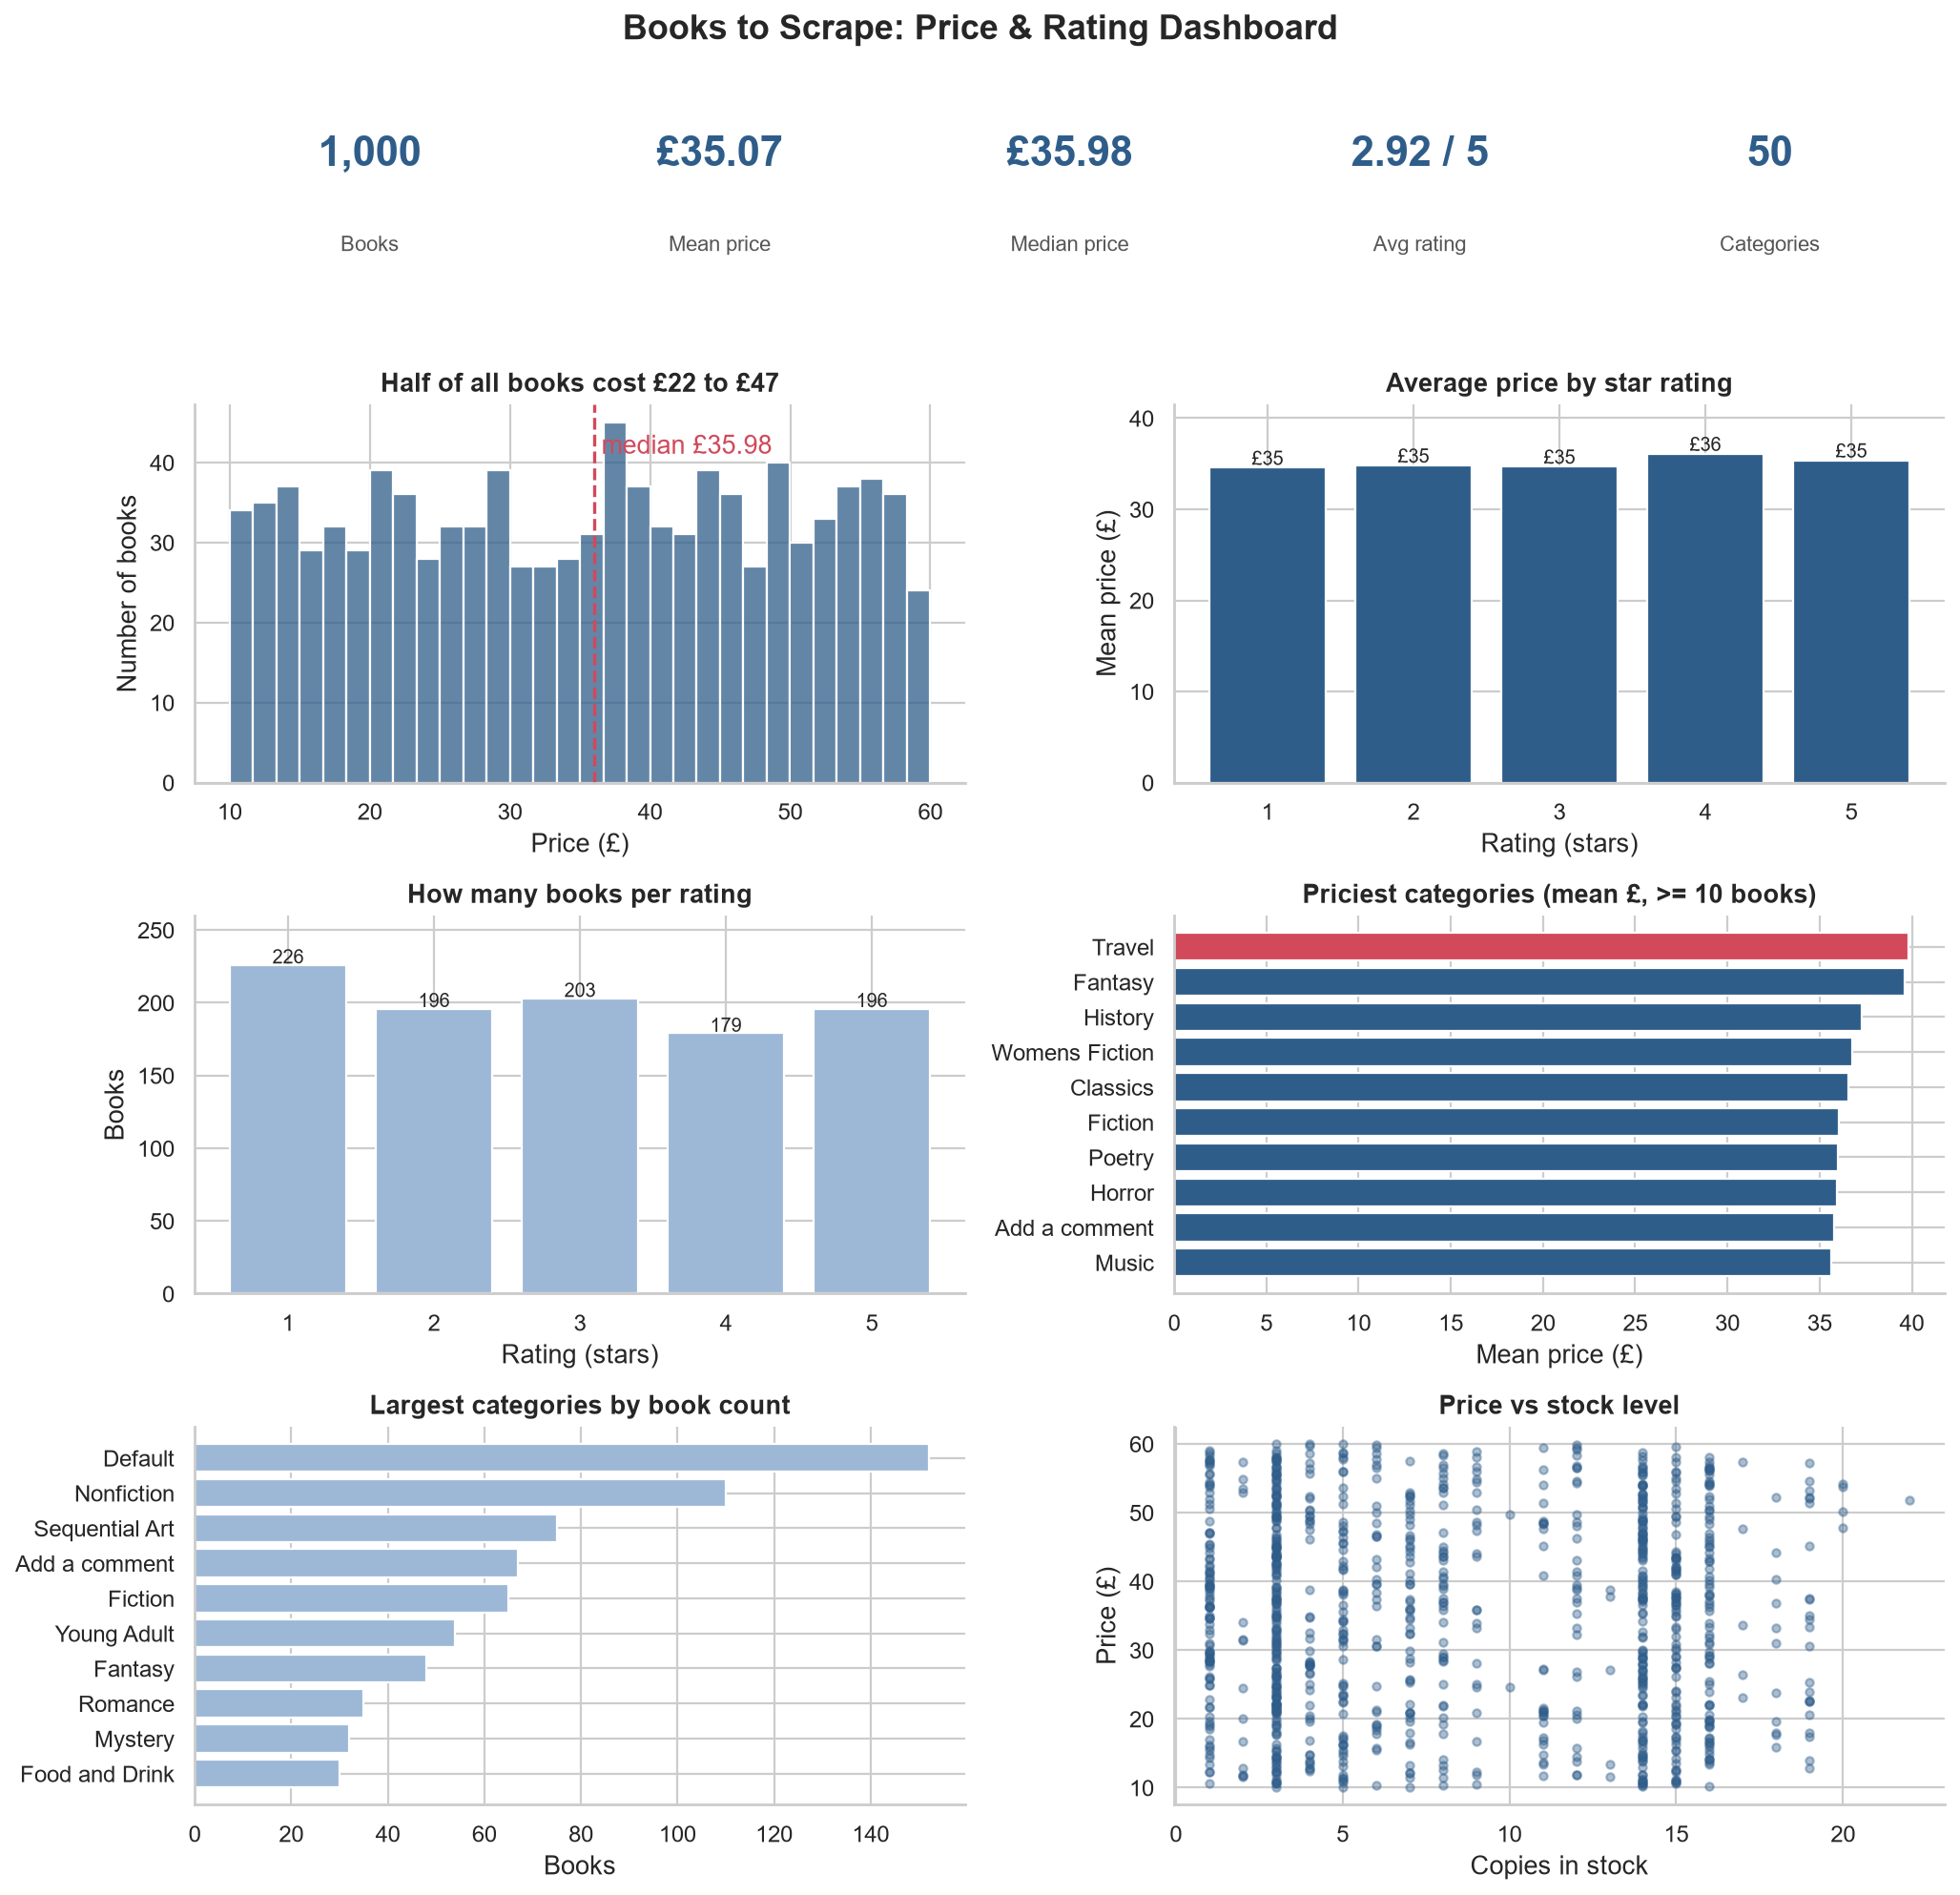 Books to Scrape: Price & Rating Dashboard
1,000
£35.07
£35.98
2.92 / 5
50
Books
Mean price
Median price
Avg rating
Categories
Half of all books cost £22 to £47
median £35.98
40
30
20
10
0
Number of books
10
20
30
40
50
60
Price (£)
Average price by star rating
40
30
20
10
0
Mean price (£)
£35
£35
£35
£36
£35
1
2
3
4
5
Rating (stars)
How many books per rating
250
200
150
100
50
0
Books
226
196
203
179
196
1
2
3
4
5
Rating (stars)
Priciest categories (mean £, >= 10 books)
Travel
Fantasy
History
Womens Fiction
Classics
Fiction
Poetry
Horror
Add a comment
Music
0
5
10
15
20
25
30
35
40
Mean price (£)
Largest categories by book count
Default
Nonfiction
Sequential Art
Add a comment
Fiction
Young Adult
Fantasy
Romance
Mystery
Food and Drink
0
20
40
60
80
100
120
140
Books
Price vs stock level
60
50
40
30
20
10
Price (£)
0
5
10
15
20
Copies in stock